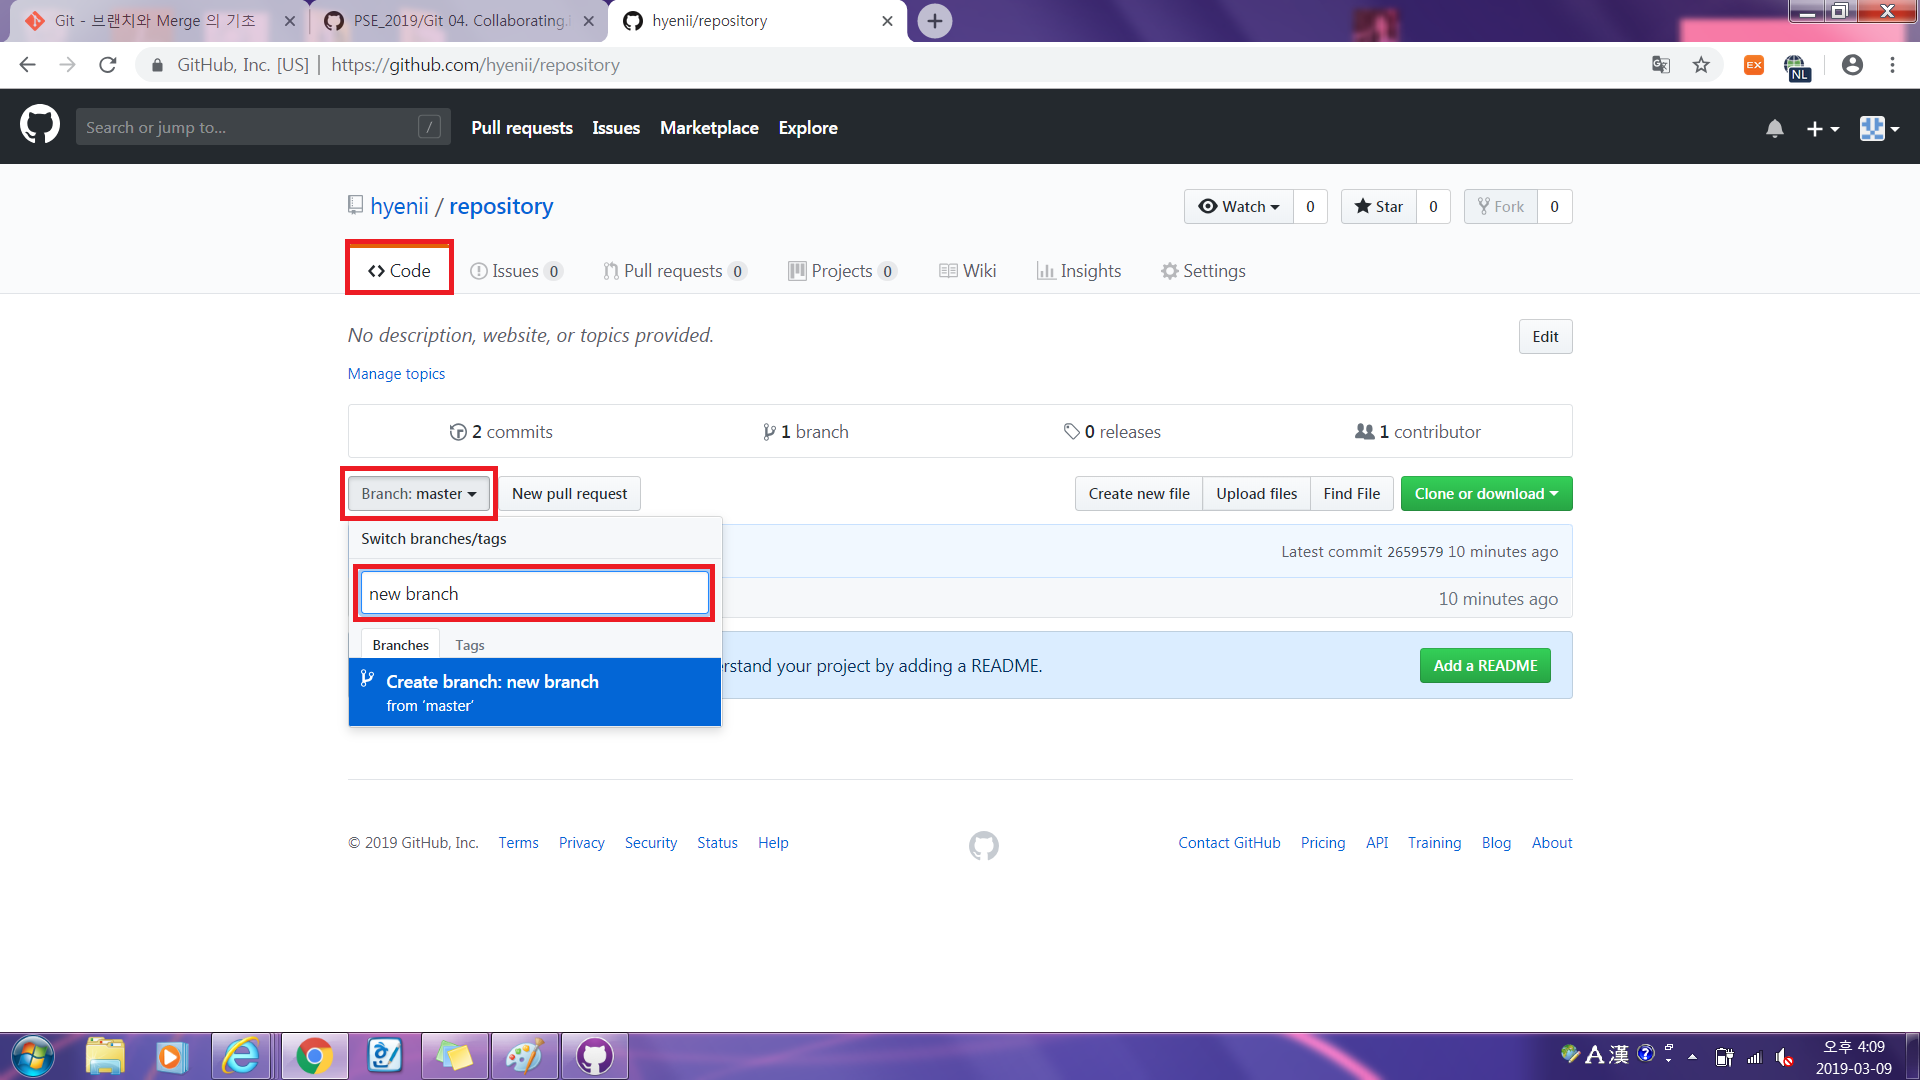 Git - 브랜치와 Merge 의 기초
PSE_2019/Git 04. Collaborating.
hyenii/repository
GitHub, Inc. [US] | https://github.com/hyenii/repository
EX
NL
Search or jump to...
/
Pull requests
Issues
Marketplace
Explore
hyenii / repository
Watch 0
Star 0
Fork 0
Code
Issues 0
Pull requests 0
Projects 0
Wiki
Insights
Settings
No description, website, or topics provided.
Edit
Manage topics
2 commits
1 branch
0 releases
1 contributor
Branch: master
New pull request
Create new file
Upload files
Find File
Clone or download
Switch branches/tags
Latest commit 2659579 10 minutes ago
new branch
10 minutes ago
Branches
Tags
Create branch: new branch
from ‘master’
rstand your project by adding a README.
Add a README
© 2019 GitHub, Inc.
Terms
Privacy
Security
Status
Help
Contact GitHub
Pricing
API
Training
Blog
About
A 漢
오후 4:09
2019-03-09